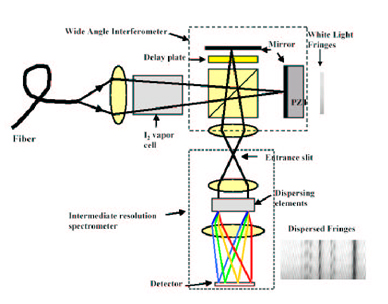 Wide Angle Interferometer
Mirror
White Light
Fringes
Delay plate
PZT
Fiber
I2 vapor
cell
Entrance slit
Dispersing
elements
Intermediate resolution
spectrometer
Dispersed Fringes
Detector